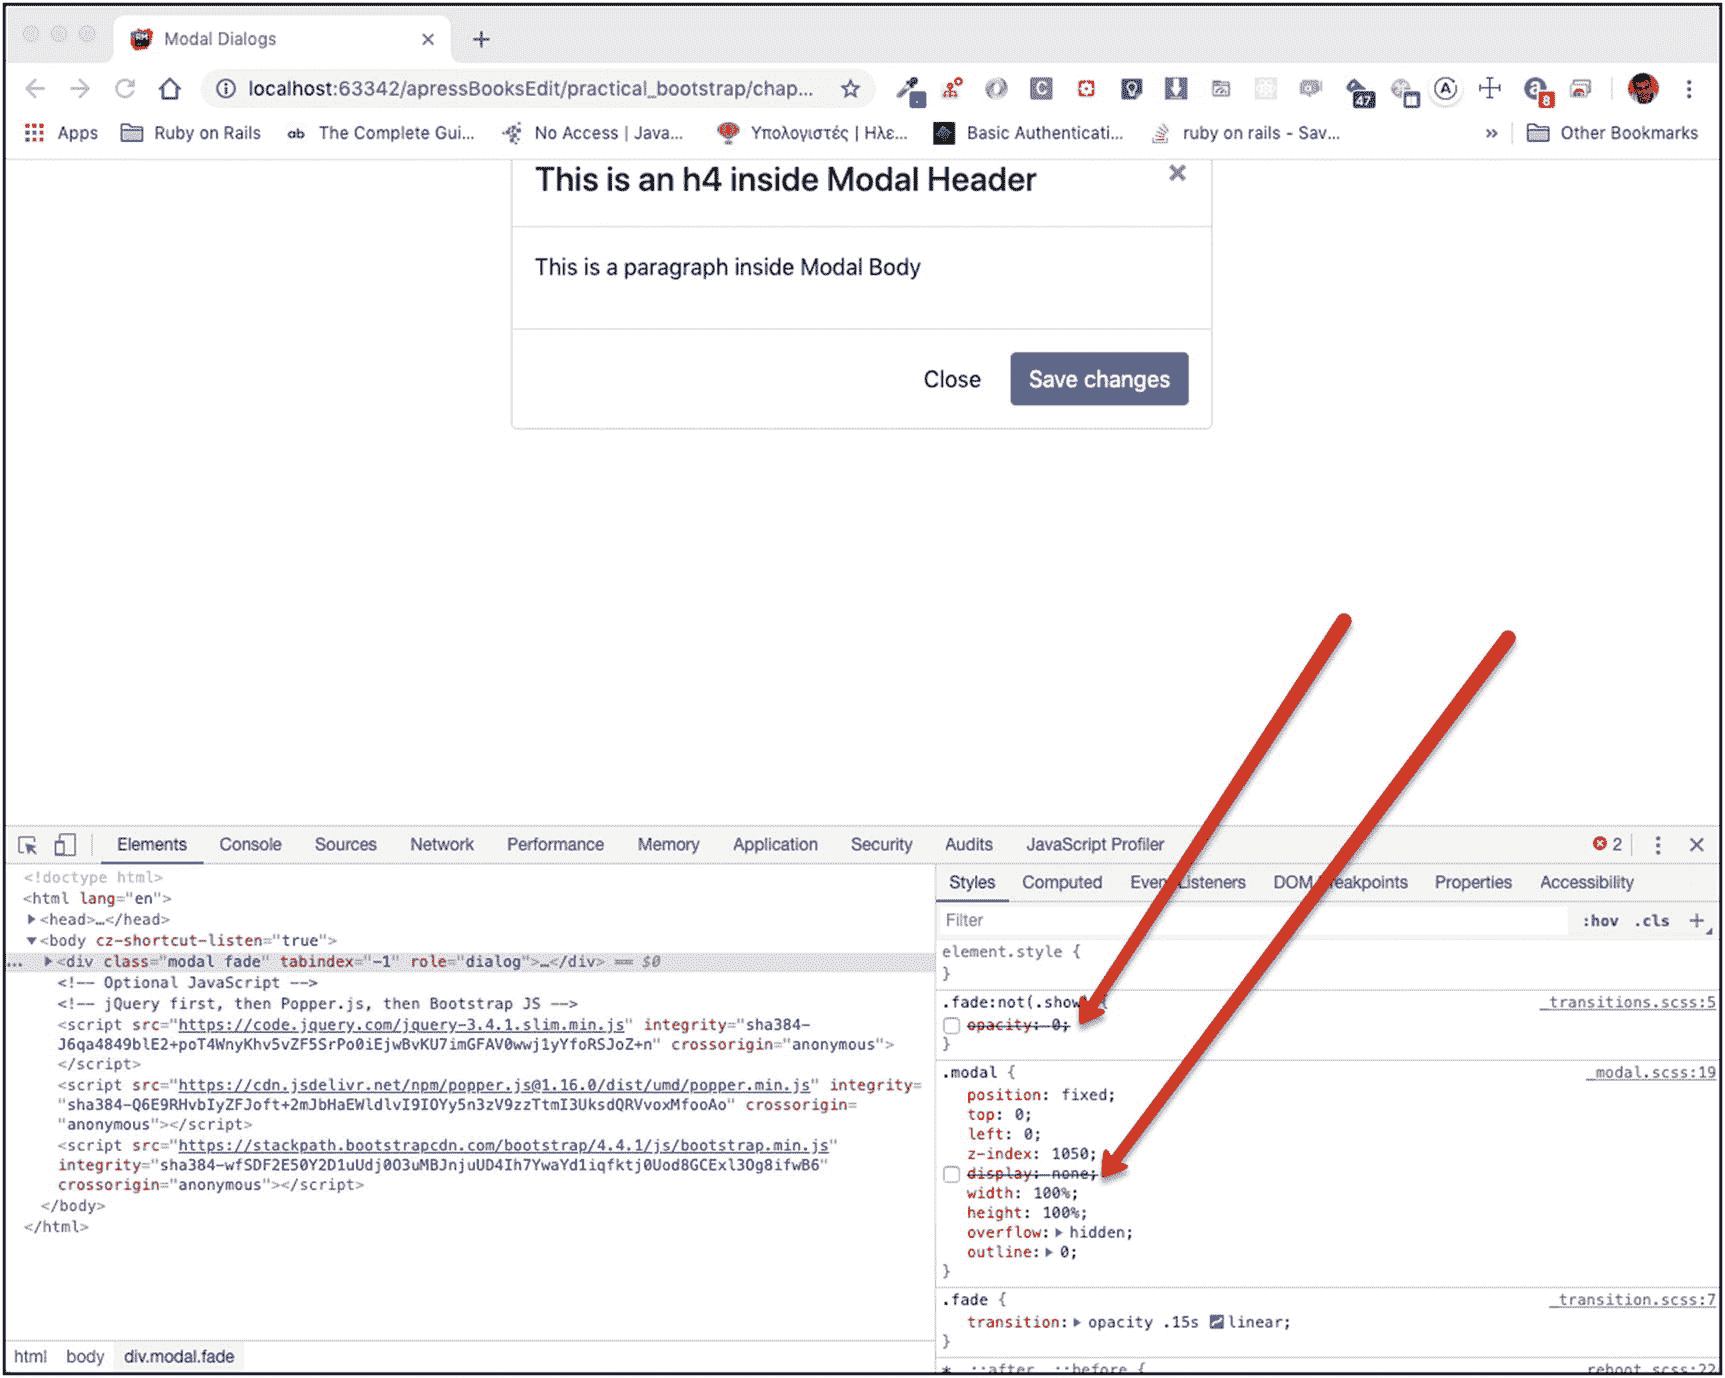 Modal Dialogs
localhost:63342/apressBooksEdit/practical_bootstrap/chap...
C
47
A
a
8
Apps
Ruby on Rails
ab
The Complete Gui...
No Access | Java...
Υπολογιστές | Ηλε...
Basic Authenticati...
ruby on rails - Sav...
»
Other Bookmarks
This is an h4 inside Modal Header
×
This is a paragraph inside Modal Body
Close
Save changes
Elements Console Sources Network Performance Memory Application Security Audits JavaScript Profiler
2
<!doctype html>
<html lang="en">
<head>…</head>
<body cz-shortcut-listen="true">
... <div class="modal fade" tabindex="-1" role="dialog">…</div> == $0
<!-- Optional JavaScript -->
<!-- jQuery first, then Popper.js, then Bootstrap JS -->
<script src="https://code.jquery.com/jquery-3.4.1.slim.min.js" integrity="sha384-
J6qa4849blE2+poT4WnyKhv5vZF5SrPo0iEjwBvKU7imGFAV0wwj1yYfoRSJoZ+n" crossorigin="anonymous">
</script>
<script src="https://cdn.jsdelivr.net/npm/popper.js@1.16.0/dist/umd/popper.min.js" integrity=
"sha384-Q6E9RHvbIyZFJoft+2mJbHaEWldlvI9IOYy5n3zV9zzTtmI3UksdQRVvoxMfooAo" crossorigin=
"anonymous"></script>
<script src="https://stackpath.bootstrapcdn.com/bootstrap/4.4.1/js/bootstrap.min.js"
integrity="sha384-wfSDF2E50Y2D1uUdj0O3uMBJnjuUD4Ih7YwaYd1iqfktj0Uod8GCExl3Og8ifwB6"
crossorigin="anonymous"></script>
</body>
</html>
html body div.modal.fade
Styles Computed Event Listeners DOM Breakpoints Properties Accessibility
Filter
:hov .cls +
element.style {
}
.fade:not(.show) {
_transitions.scss:5
opacity: 0;
}
.modal {
_modal.scss:19
position: fixed;
top: 0;
left: 0;
z-index: 1050;
display: none;
width: 100%;
height: 100%;
overflow: hidden;
outline: 0;
}
.fade {
_transition.scss:7
transition: opacity .15s linear;
}
*, ::after, ::before {
reboot.scss:22